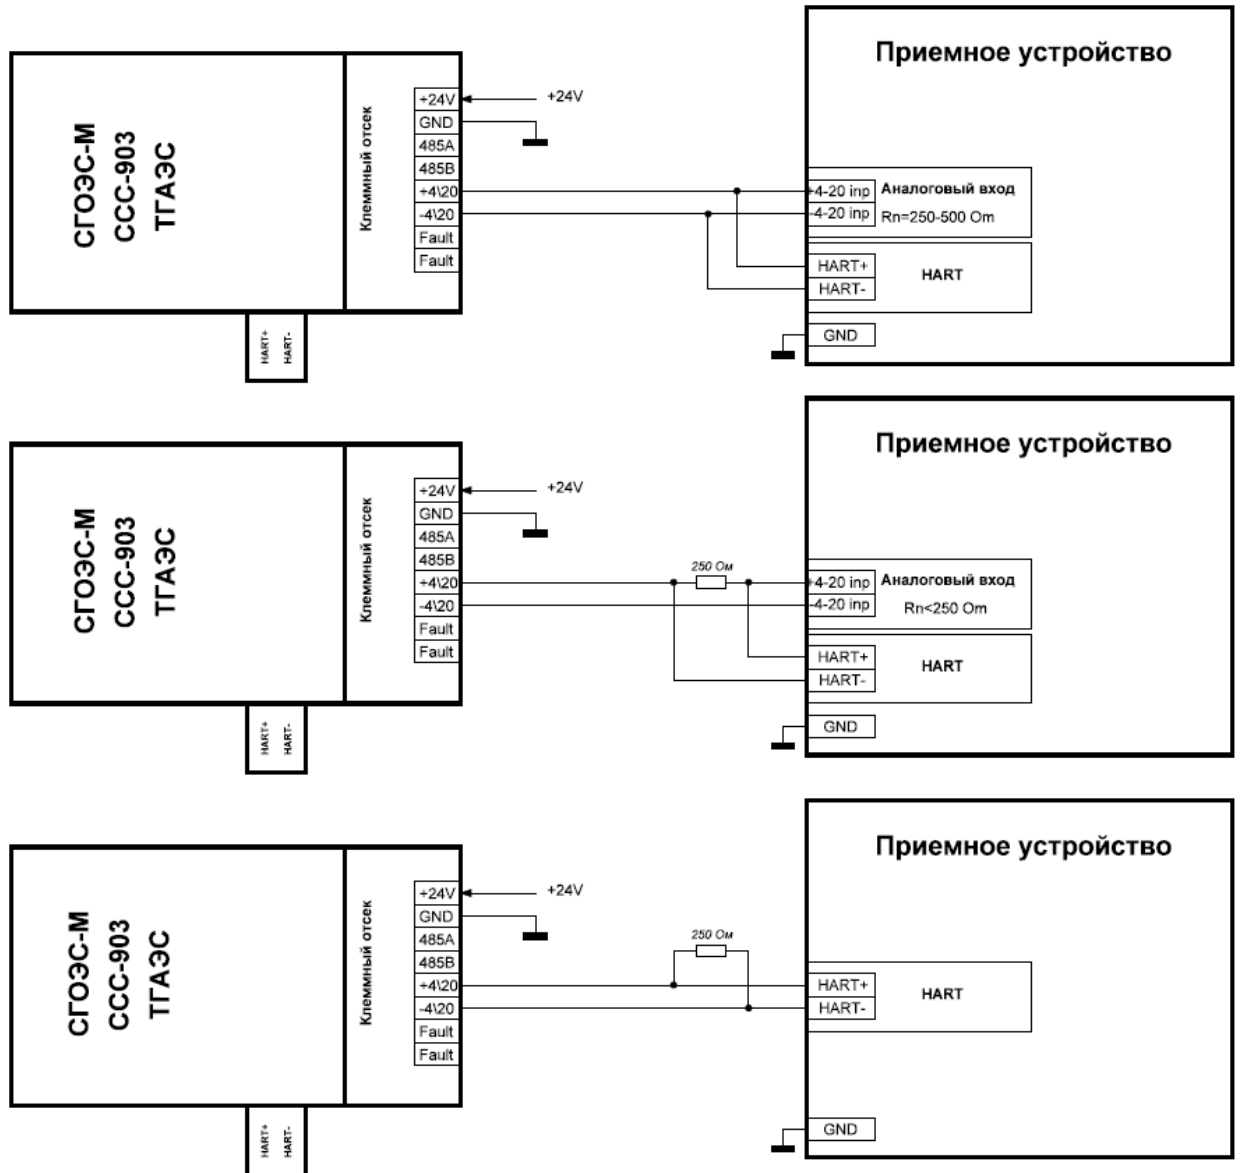 Приемное устройство
СГОЭС-М
ССС-903
ТГАЭС
Клеммный отсек
+24V
GND
485A
485B
+4\20
-4\20
Fault
Fault
+24V
HART+
HART-
+4-20 inp
-4-20 inp
Аналоговый вход
Rn=250-500 Om
HART+
HART-
HART
GND
Приемное устройство
СГОЭС-М
ССС-903
ТГАЭС
Клеммный отсек
+24V
GND
485A
485B
+4\20
-4\20
Fault
Fault
+24V
250 Ом
HART+
HART-
+4-20 inp
-4-20 inp
Аналоговый вход
Rn<250 Om
HART+
HART-
HART
GND
Приемное устройство
СГОЭС-М
ССС-903
ТГАЭС
Клеммный отсек
+24V
GND
485A
485B
+4\20
-4\20
Fault
Fault
+24V
250 Ом
HART+
HART-
HART+
HART-
HART
GND